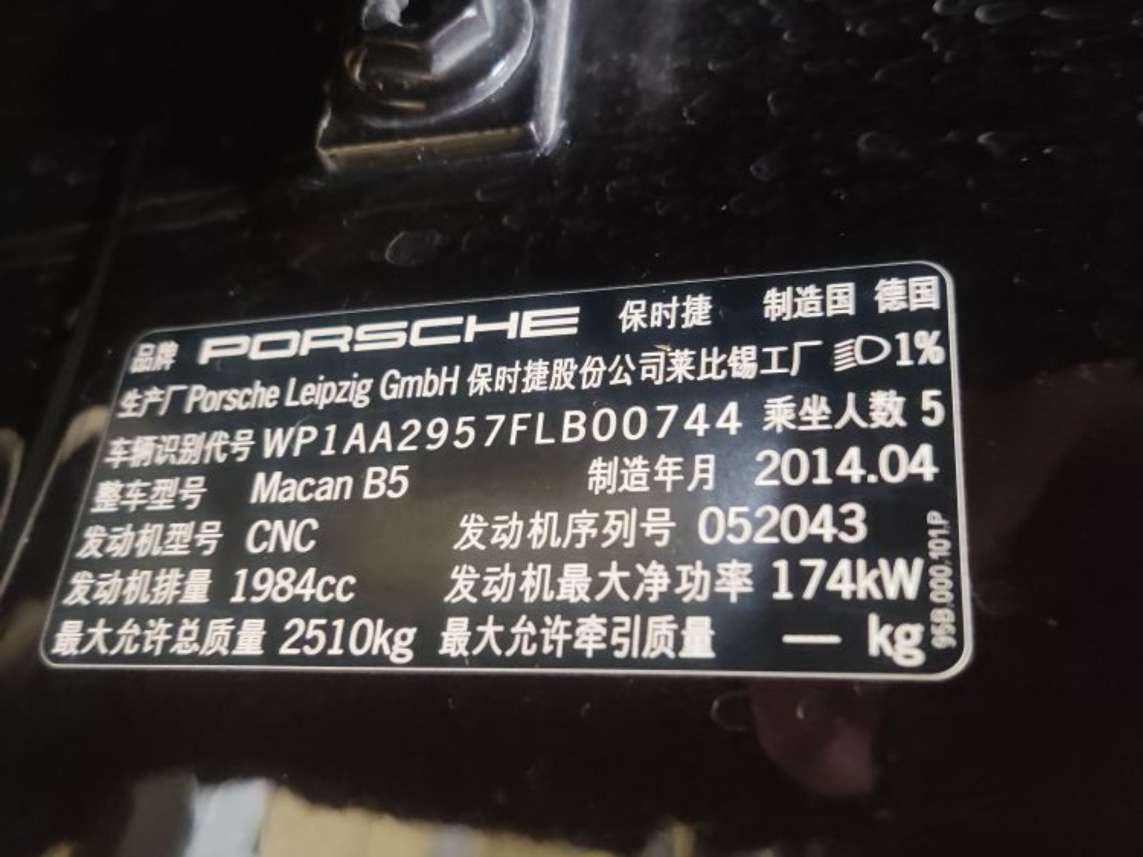 品牌 PORSCHE 保时捷 制造国 德国
生产厂 Porsche Leipzig GmbH 保时捷股份公司莱比锡工厂 1%
车辆识别代号 WP1AA2957FLB00744 乘坐人数 5
整车型号 Macan B5 制造年月 2014.04
发动机型号 CNC 发动机序列号 052043
发动机排量 1984cc 发动机最大净功率 174kW
最大允许总质量 2510kg 最大允许牵引质量 — kg
95B.000.101.P